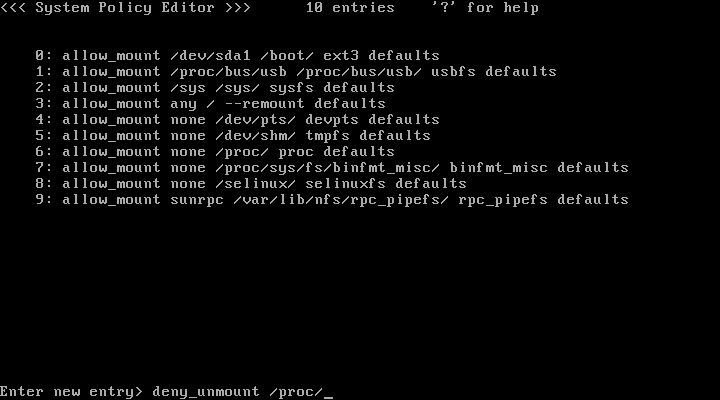 <<< System Policy Editor >>>      10 entries    '?' for help
0: allow_mount /dev/sda1 /boot/ ext3 defaults
1: allow_mount /proc/bus/usb /proc/bus/usb/ usbfs defaults
2: allow_mount /sys /sys/ sysfs defaults
3: allow_mount any / --remount defaults
4: allow_mount none /dev/pts/ devpts defaults
5: allow_mount none /dev/shm/ tmpfs defaults
6: allow_mount none /proc/ proc defaults
7: allow_mount none /proc/sys/fs/binfmt_misc/ binfmt_misc defaults
8: allow_mount none /selinux/ selinuxfs defaults
9: allow_mount sunrpc /var/lib/nfs/rpc_pipefs/ rpc_pipefs defaults
Enter new entry> deny_unmount /proc/_